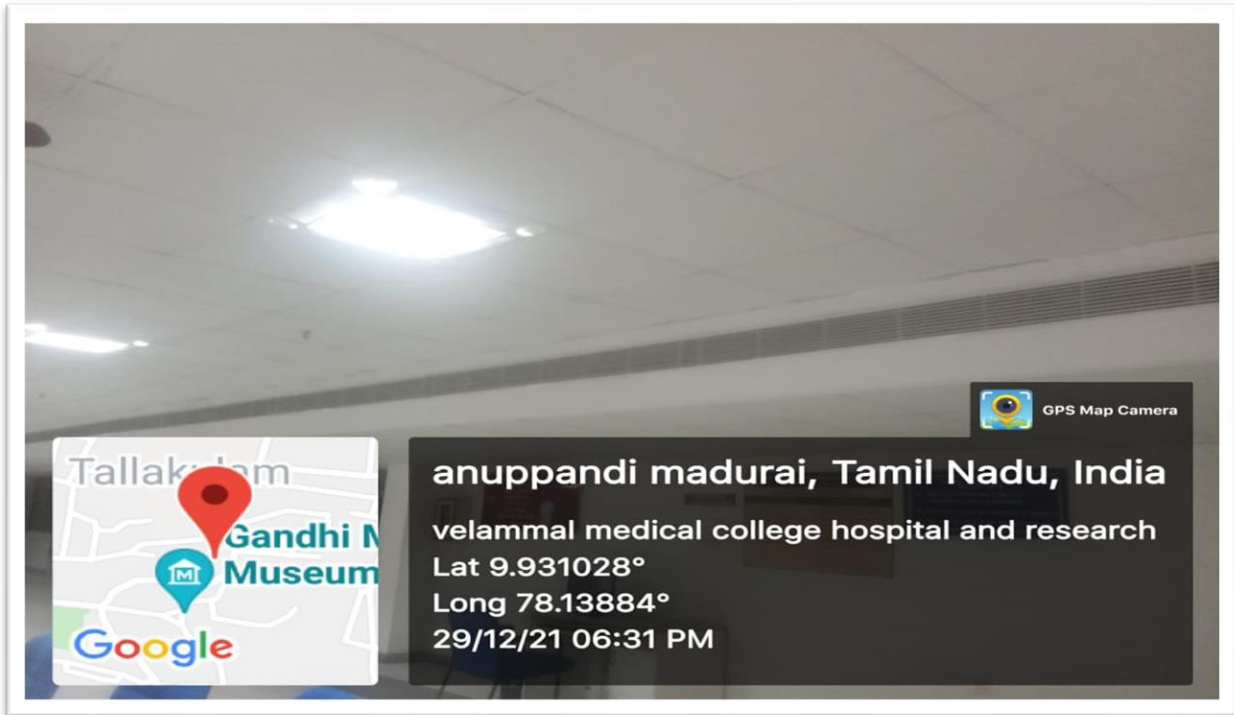 GPS Map Camera
Tallakulam
Gandhi M
Museum
Google
anuppandi madurai, Tamil Nadu, India
velammal medical college hospital and research
Lat 9.931028°
Long 78.13884°
29/12/21 06:31 PM